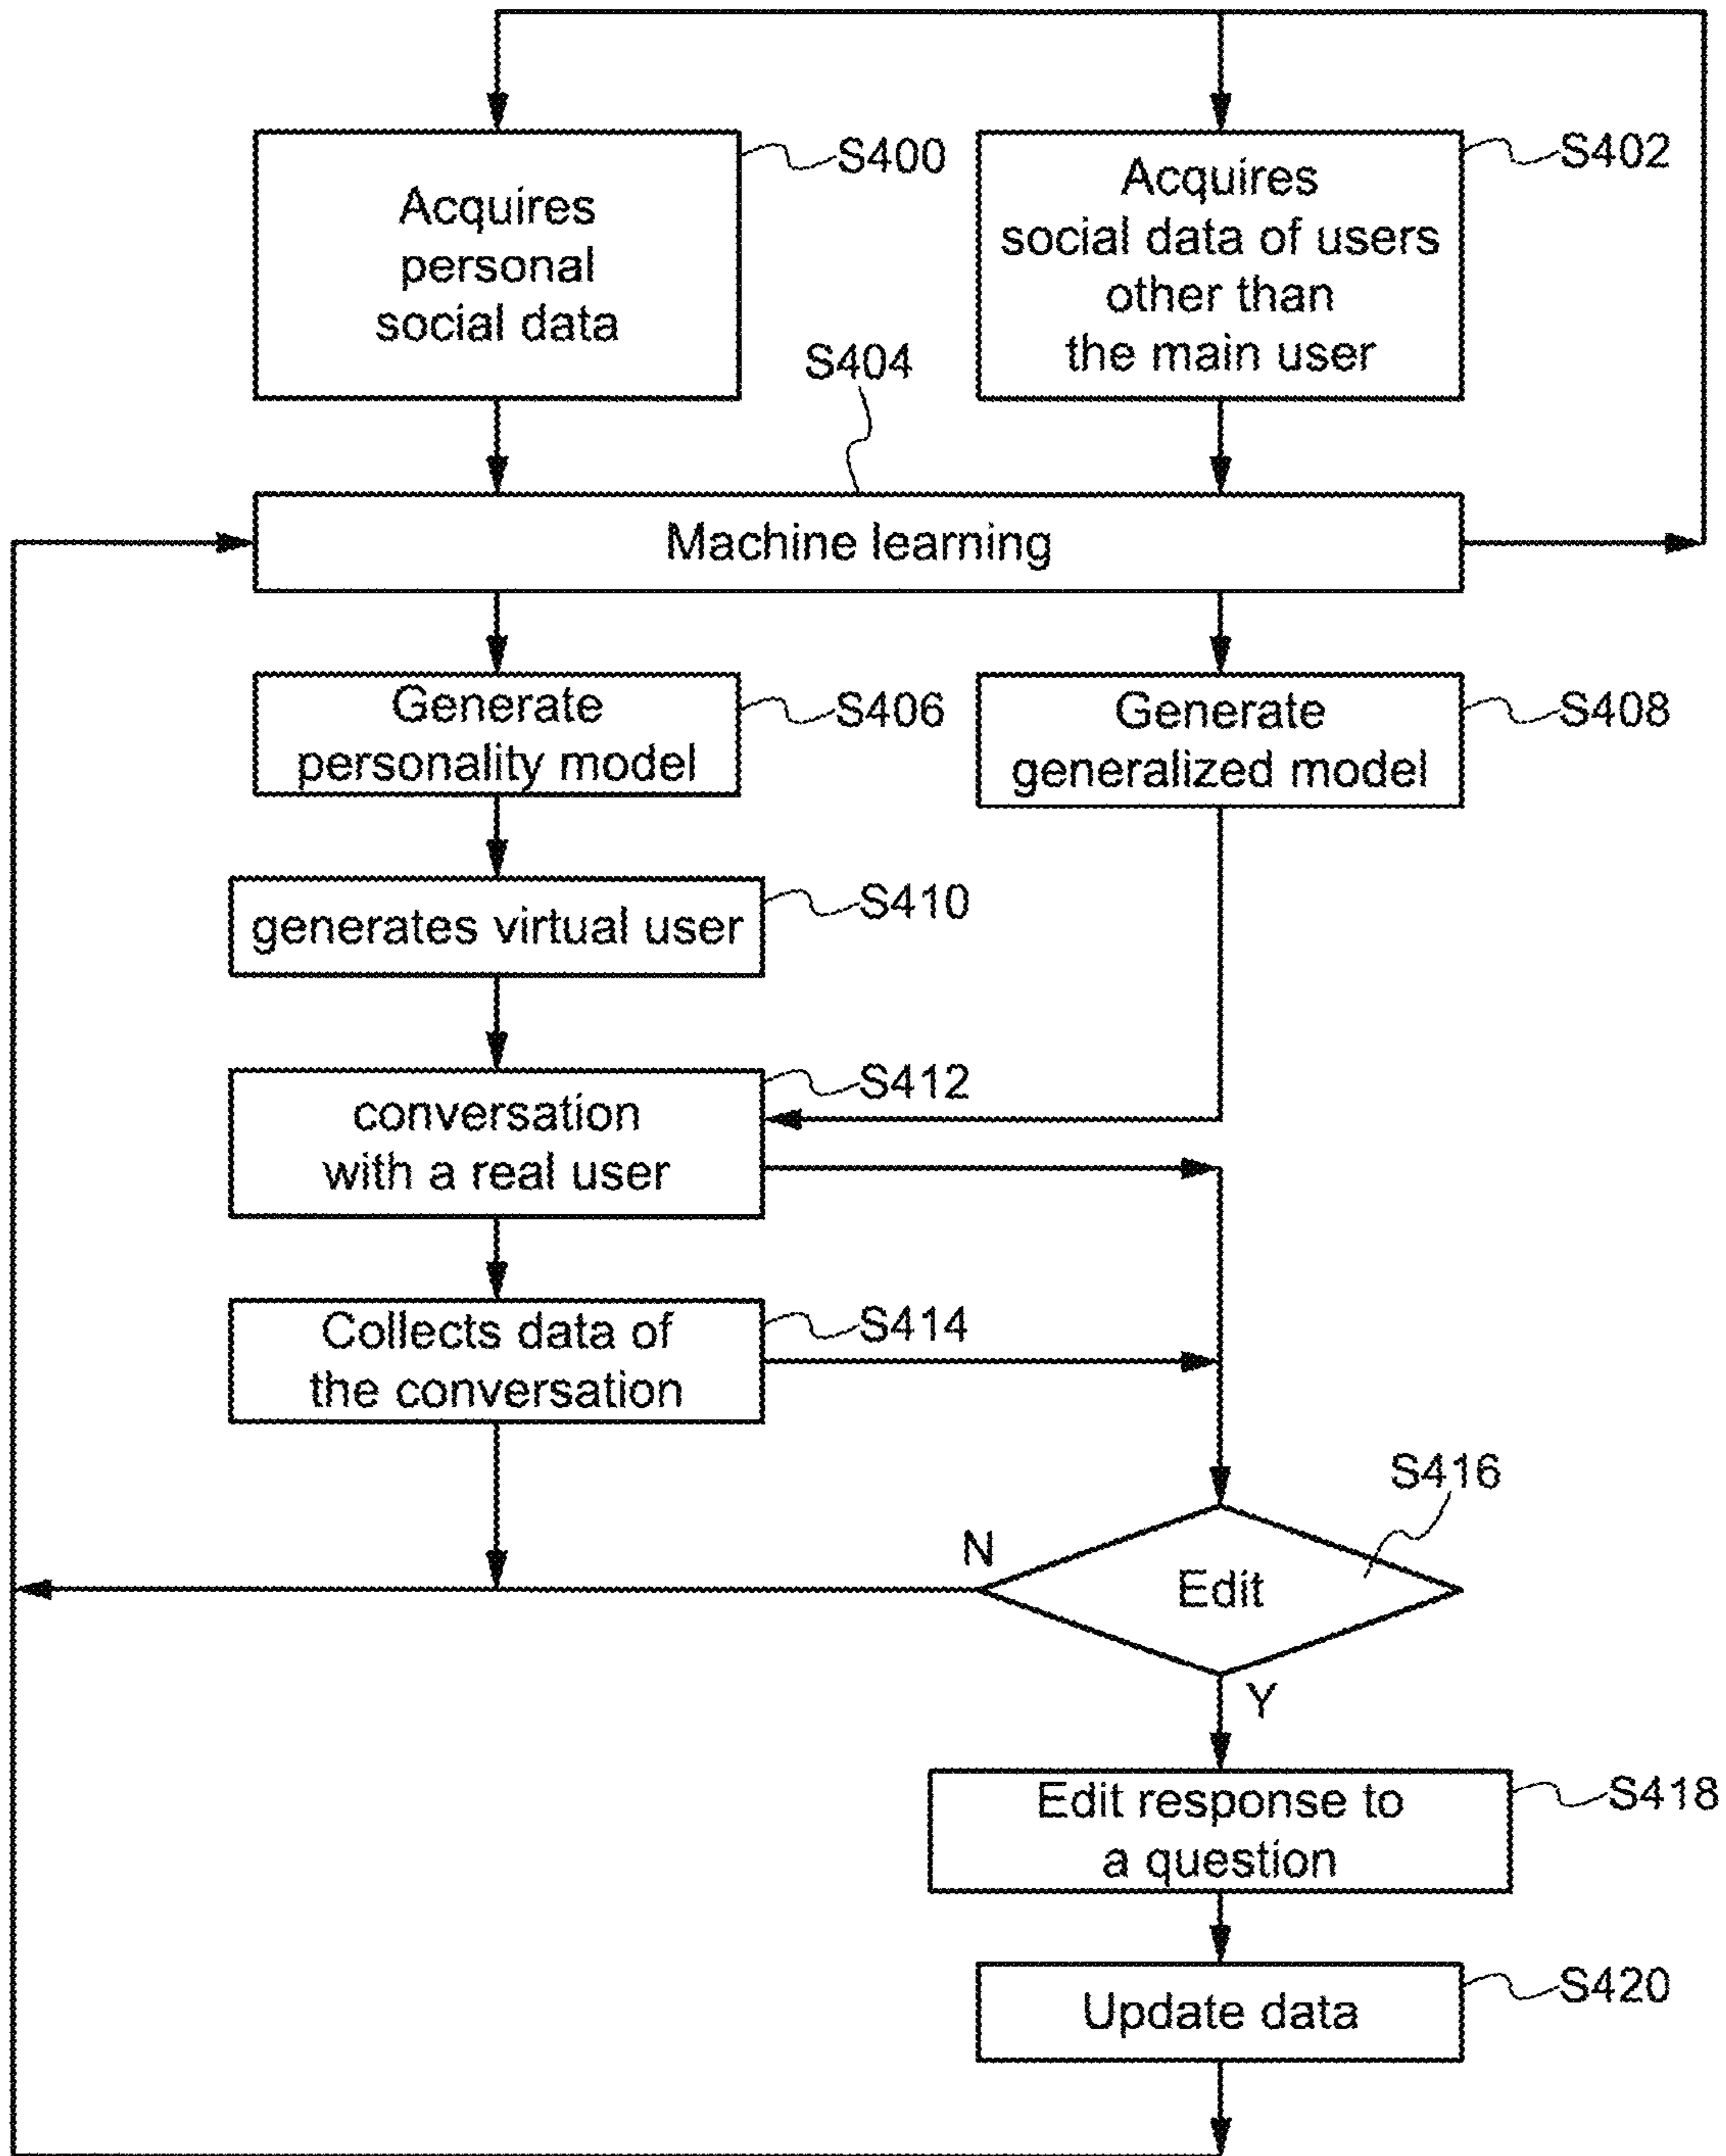 S400
Acquires
personal
social data
S402
Acquires
social data of users
other than
the main user
S404
Machine learning
Generate
personality model
S406
Generate
generalized model
S408
generates virtual user
S410
conversation
with a real user
S412
Collects data of
the conversation
S414
S416
N
Edit
Y
Edit response to
a question
S418
Update data
S420